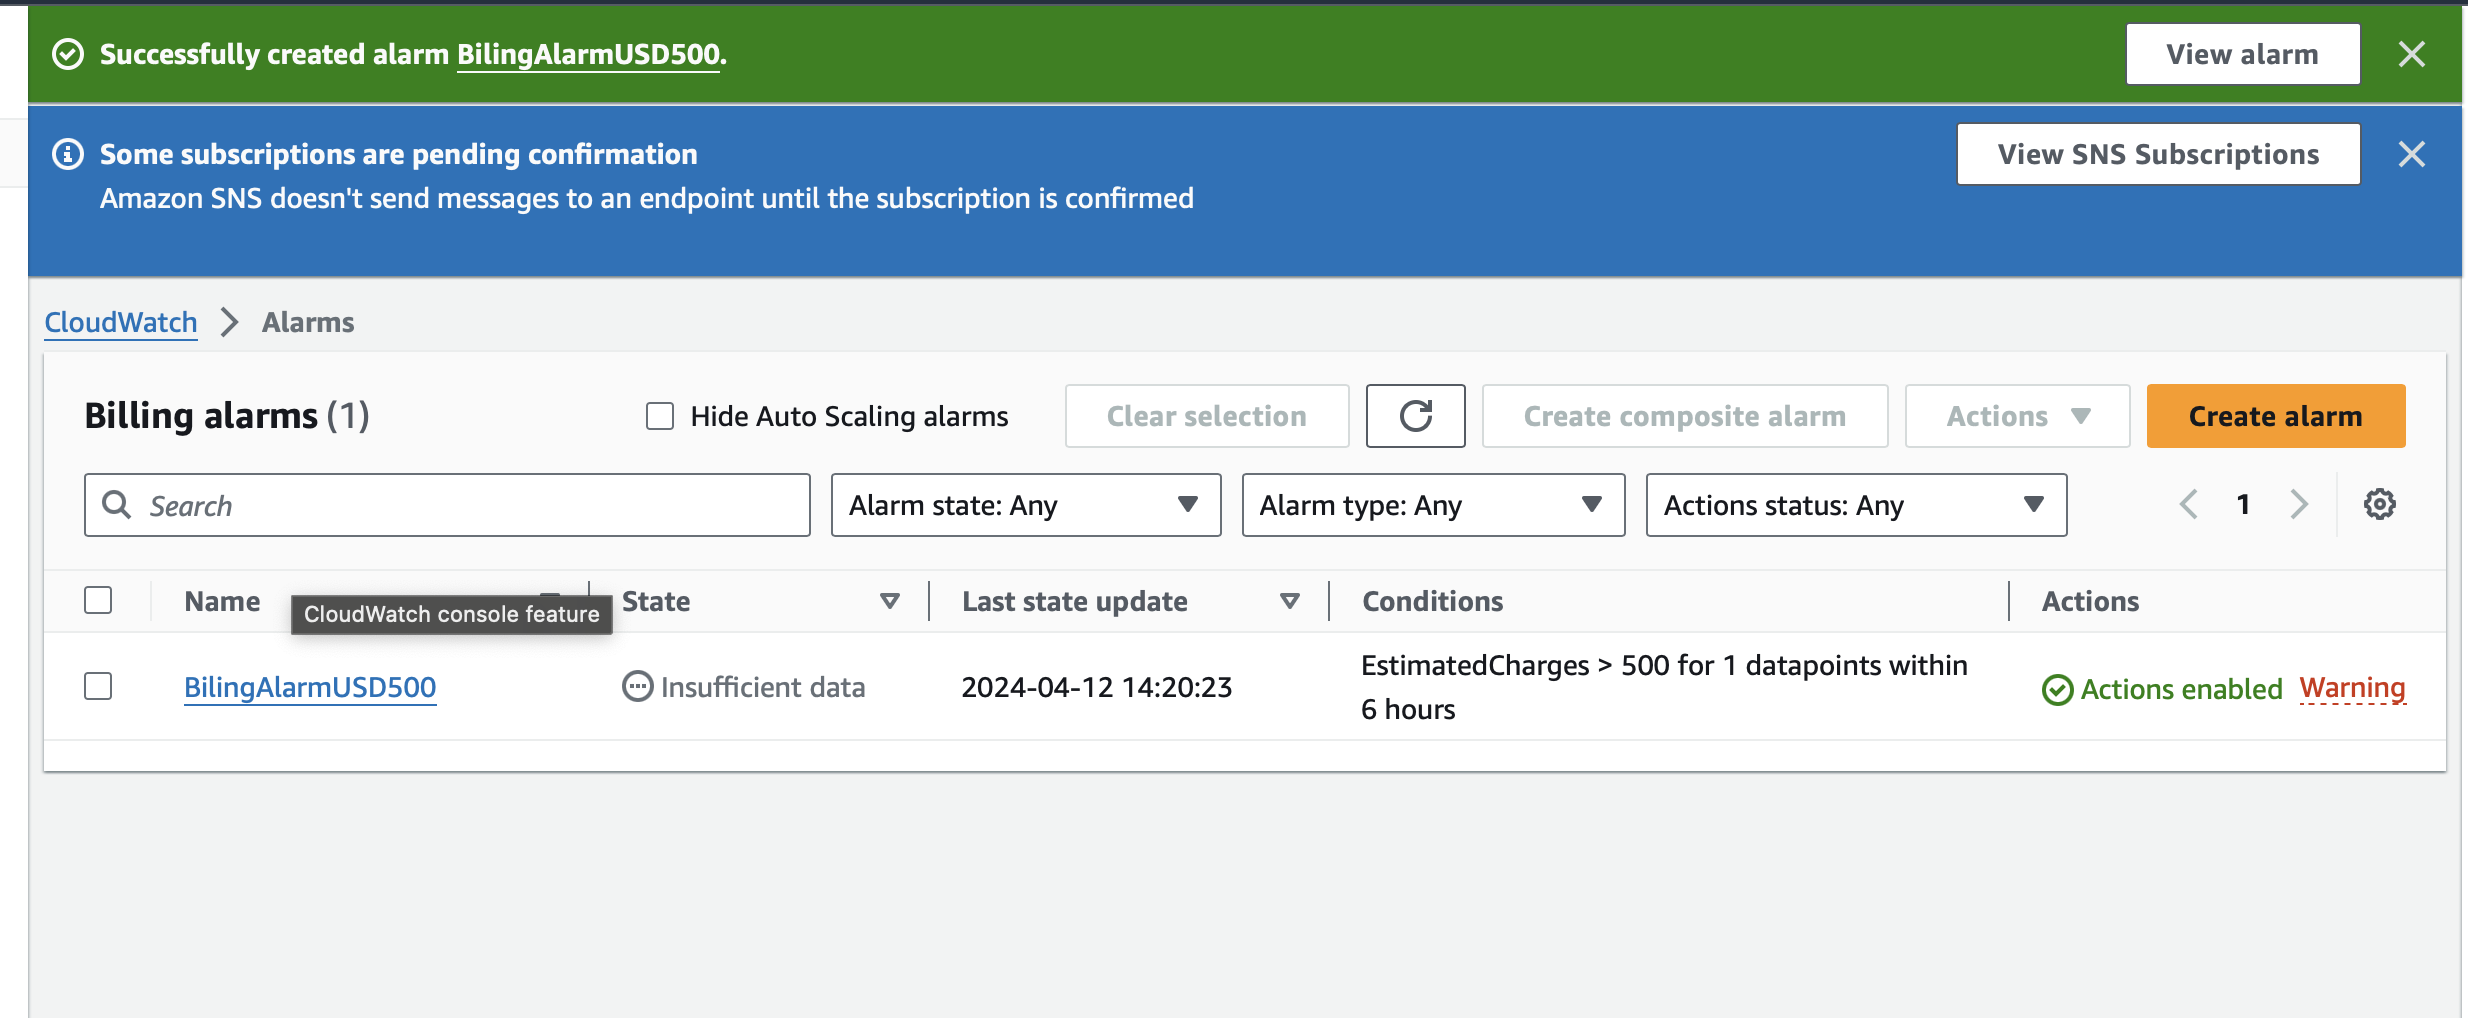 Successfully created alarm BilingAlarmUSD500.
View alarm
Some subscriptions are pending confirmation
View SNS Subscriptions
Amazon SNS doesn't send messages to an endpoint until the subscription is confirmed
CloudWatch
Alarms
Billing alarms (1)
Hide Auto Scaling alarms
Clear selection
Create composite alarm
Actions
Create alarm
Search
Alarm state: Any
Alarm type: Any
Actions status: Any
1
Name
CloudWatch console feature
State
Last state update
Conditions
Actions
BilingAlarmUSD500
Insufficient data
2024-04-12 14:20:23
EstimatedCharges > 500 for 1 datapoints within
6 hours
Actions enabled
Warning